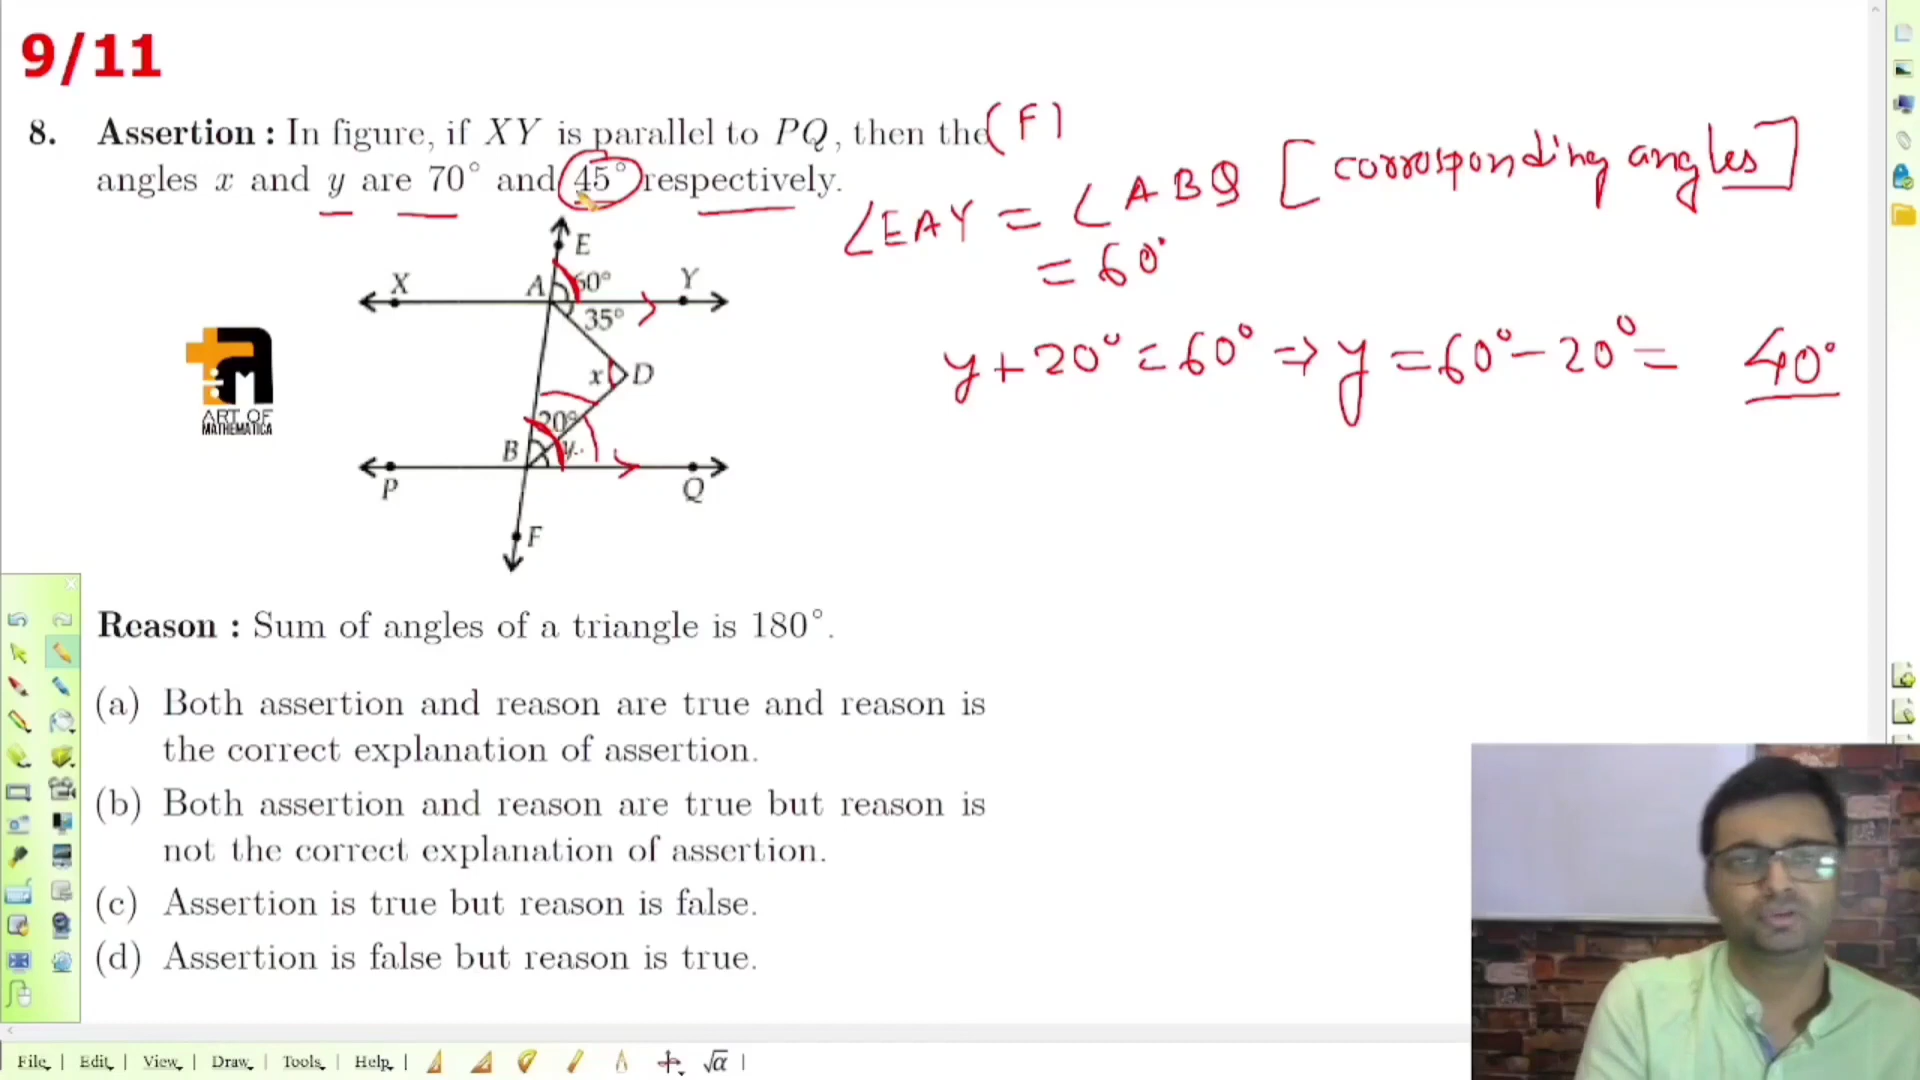 9/11
8. Assertion : In figure, if XY is parallel to PQ, then the (F)
angles x and y are 70° and 45° respectively.
∠EAY = ∠ABQ [corrosponding angles]
= 60°
y + 20° = 60° ⇒ y = 60° - 20° = 40°
E
X
A
60°
Y
35°
x
D
20°
B
y
P
Q
F
ART OF
MATHEMATICA
Reason : Sum of angles of a triangle is 180°.
(a) Both assertion and reason are true and reason is
the correct explanation of assertion.
(b) Both assertion and reason are true but reason is
not the correct explanation of assertion.
(c) Assertion is true but reason is false.
(d) Assertion is false but reason is true.
File | Edit | View | Draw | Tools | Help | √α |